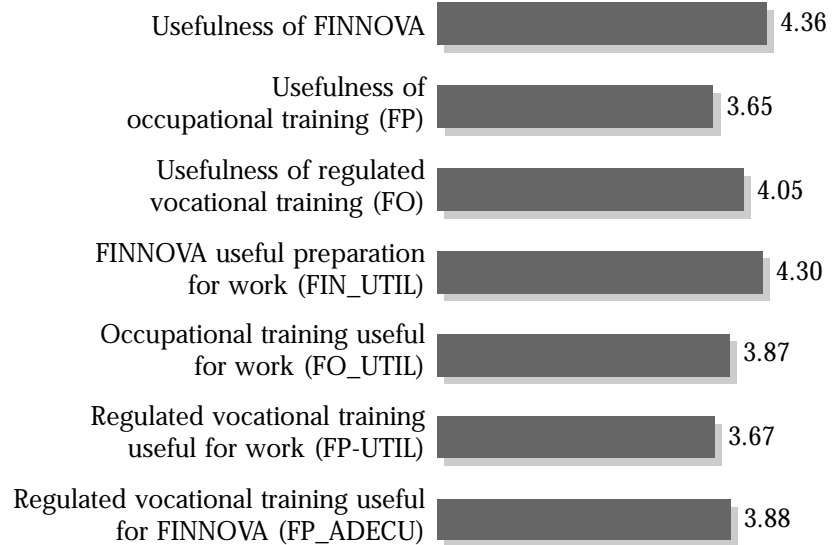 Usefulness of FINNOVA 4.36
Usefulness of
occupational training (FP) 3.65
Usefulness of regulated
vocational training (FO) 4.05
FINNOVA useful preparation
for work (FIN_UTIL) 4.30
Occupational training useful
for work (FO_UTIL) 3.87
Regulated vocational training
useful for work (FP-UTIL) 3.67
Regulated vocational training useful
for FINNOVA (FP_ADECU) 3.88